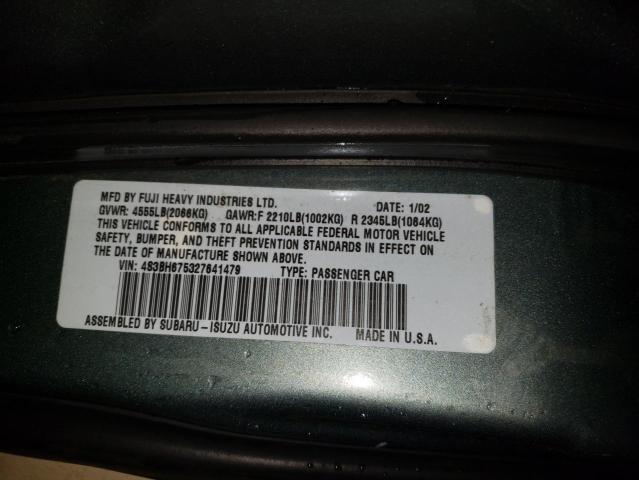 MFD BY FUJI HEAVY INDUSTRIES LTD. DATE: 1/02
GVWR: 4555LB(2066KG) GAWR:F 2210LB(1002KG) R 2345LB(1064KG)
THIS VEHICLE CONFORMS TO ALL APPLICABLE FEDERAL MOTOR VEHICLE
SAFETY, BUMPER, AND THEFT PREVENTION STANDARDS IN EFFECT ON
THE DATE OF MANUFACTURE SHOWN ABOVE.
VIN: 4S3BH675327641479 TYPE: PASSENGER CAR
ASSEMBLED BY SUBARU-ISUZU AUTOMOTIVE INC. MADE IN U.S.A.